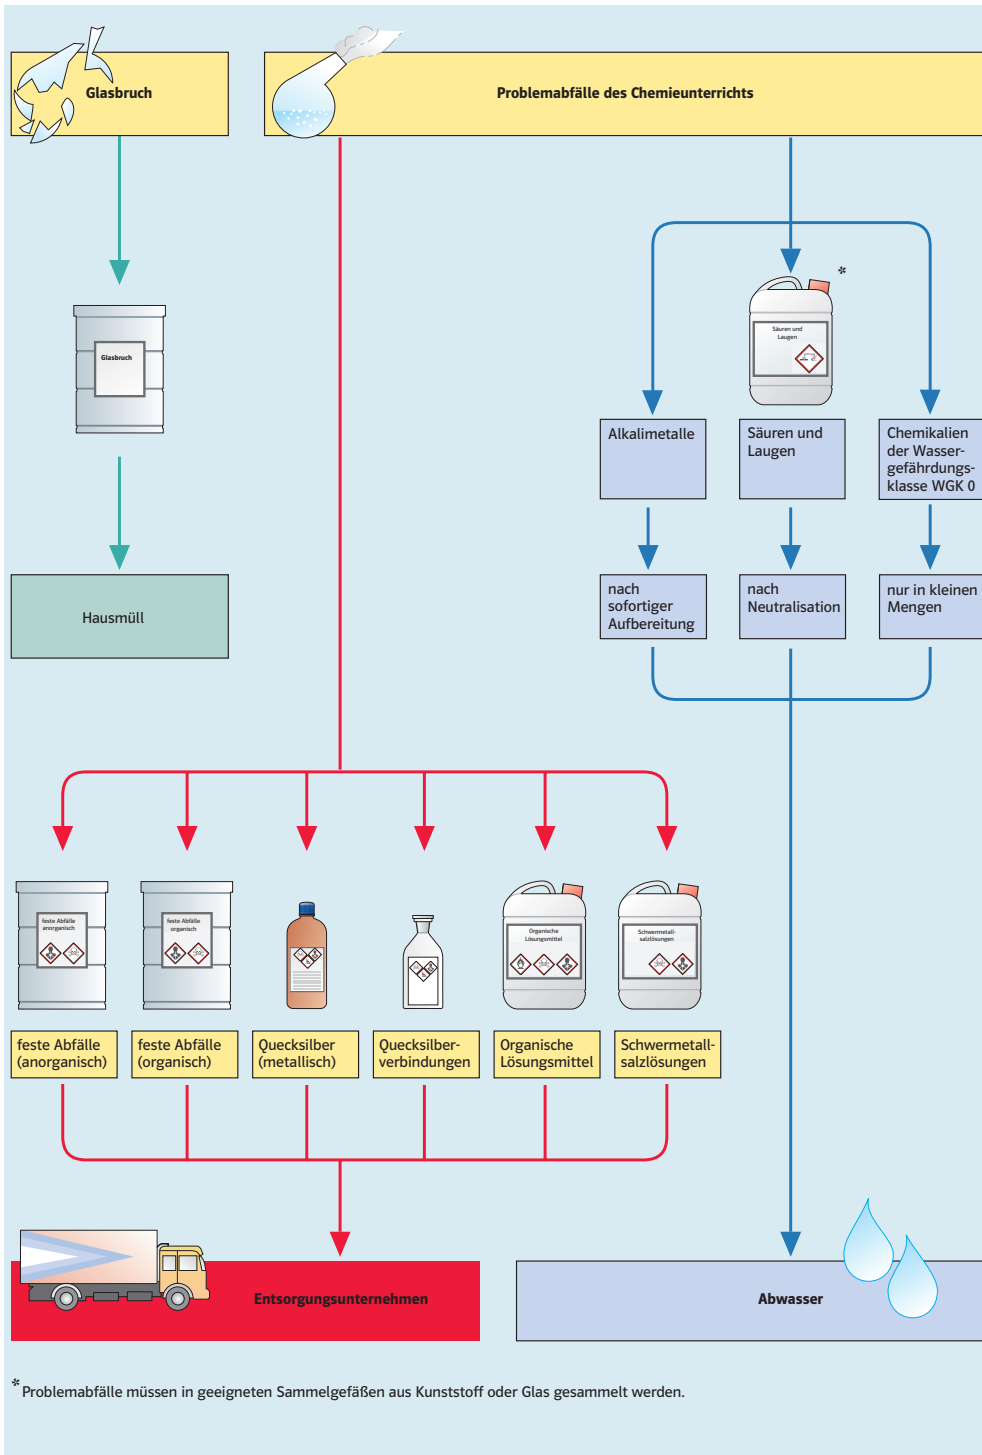 Glasbruch
Problemabfälle des Chemieunterrichts
*
Säuren und
Laugen
Glasbruch
Alkalimetalle
Säuren und
Laugen
Chemikalien
der Wasser-
gefährdungs-
klasse WGK 0
nach
sofortiger
Aufbereitung
nach
Neutralisation
nur in kleinen
Mengen
Hausmüll
feste Abfälle
anorganisch
feste Abfälle
organisch
Organische
Lösungsmittel
Schwermetall-
salzlösungen
feste Abfälle
(anorganisch)
feste Abfälle
(organisch)
Quecksilber
(metallisch)
Quecksilber-
verbindungen
Organische
Lösungsmittel
Schwermetall-
salzlösungen
Entsorgungsunternehmen
Abwasser
* Problemabfälle müssen in geeigneten Sammelgefäßen aus Kunststoff oder Glas gesammelt werden.